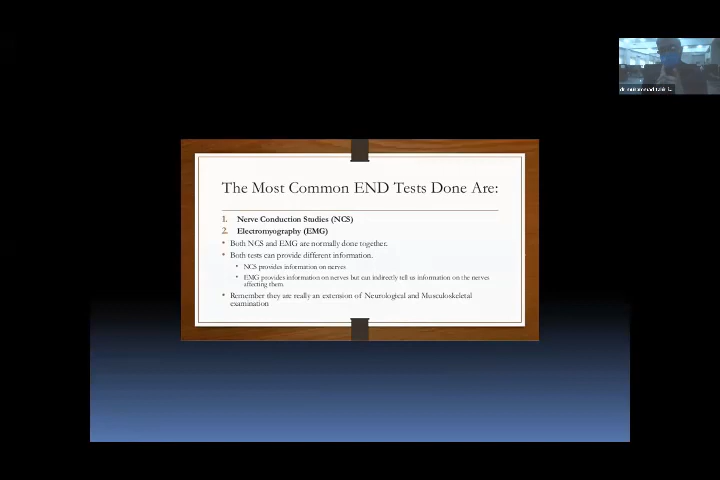 The Most Common END Tests Done Are:
1. Nerve Conduction Studies (NCS)
2. Electromyography (EMG)
• Both NCS and EMG are normally done together.
• Both tests can provide different information.
• NCS provides information on nerves
• EMG provides information on nerves but can indirectly tell us information on the nerves
affecting them.
• Remember they are really an extension of Neurological and Musculoskeletal
examination